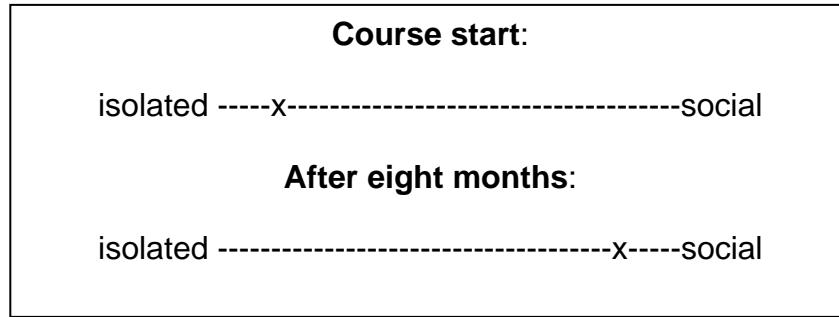 Course start:
isolated -----x-------------------------------------social
After eight months:
isolated -------------------------------------x-----social